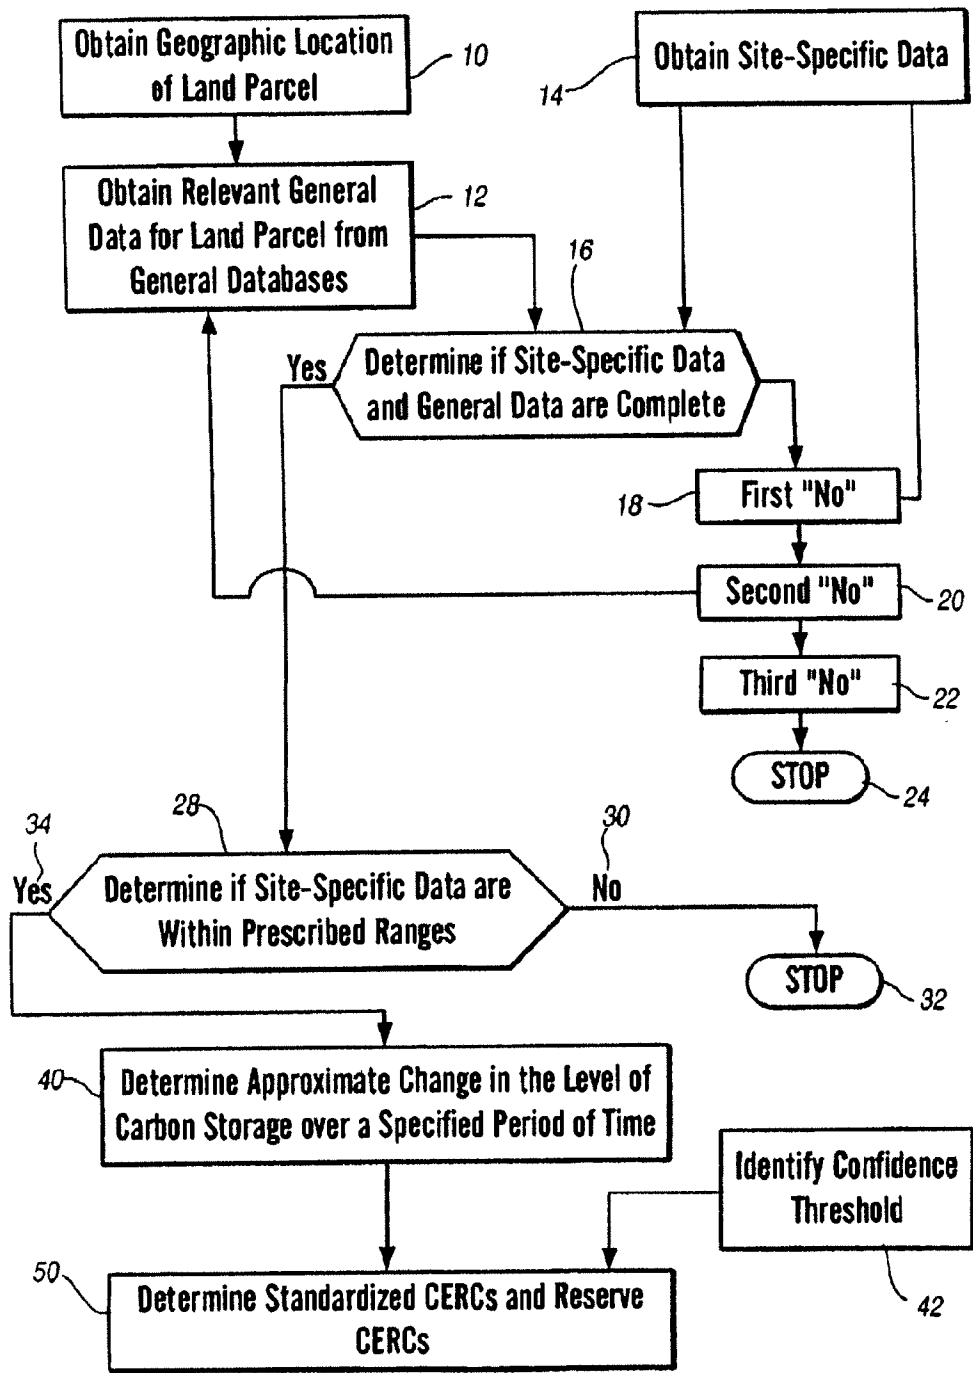 Obtain Geographic Location
of Land Parcel
10
Obtain Site-Specific Data
14
Obtain Relevant General
Data for Land Parcel from
General Databases
12
16
Yes
Determine if Site-Specific Data
and General Data are Complete
First "No"
18
Second "No"
20
Third "No"
22
STOP
24
28
34
Yes
Determine if Site-Specific Data are
Within Prescribed Ranges
30
No
STOP
32
40
Determine Approximate Change in the Level of
Carbon Storage over a Specified Period of Time
Identify Confidence
Threshold
42
50
Determine Standardized CERCs and Reserve
CERCs